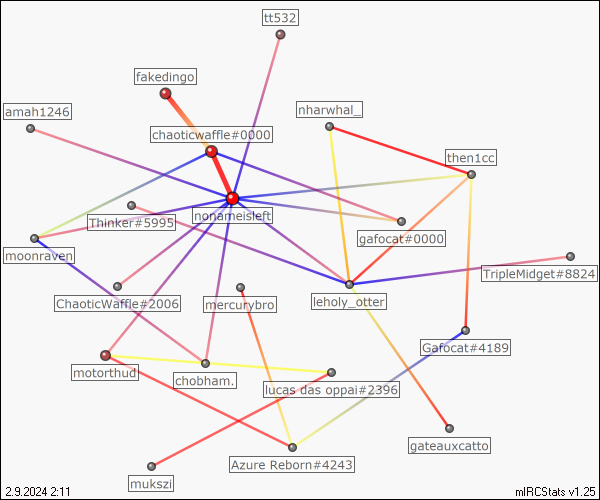 tt532
fakedingo
amah1246
nharwhal_
chaoticwaffle#0000
then1cc
Thinker#5995
nonameisleft
gafocat#0000
moonraven
TripleMidget#8824
ChaoticWaffle#2006
mercurybro
leholy_otter
Gafocat#4189
motorthud
chobham.
lucas das oppai#2396
gateauxcatto
Azure Reborn#4243
mukszi
2.9.2024 2:11
mIRCStats v1.25